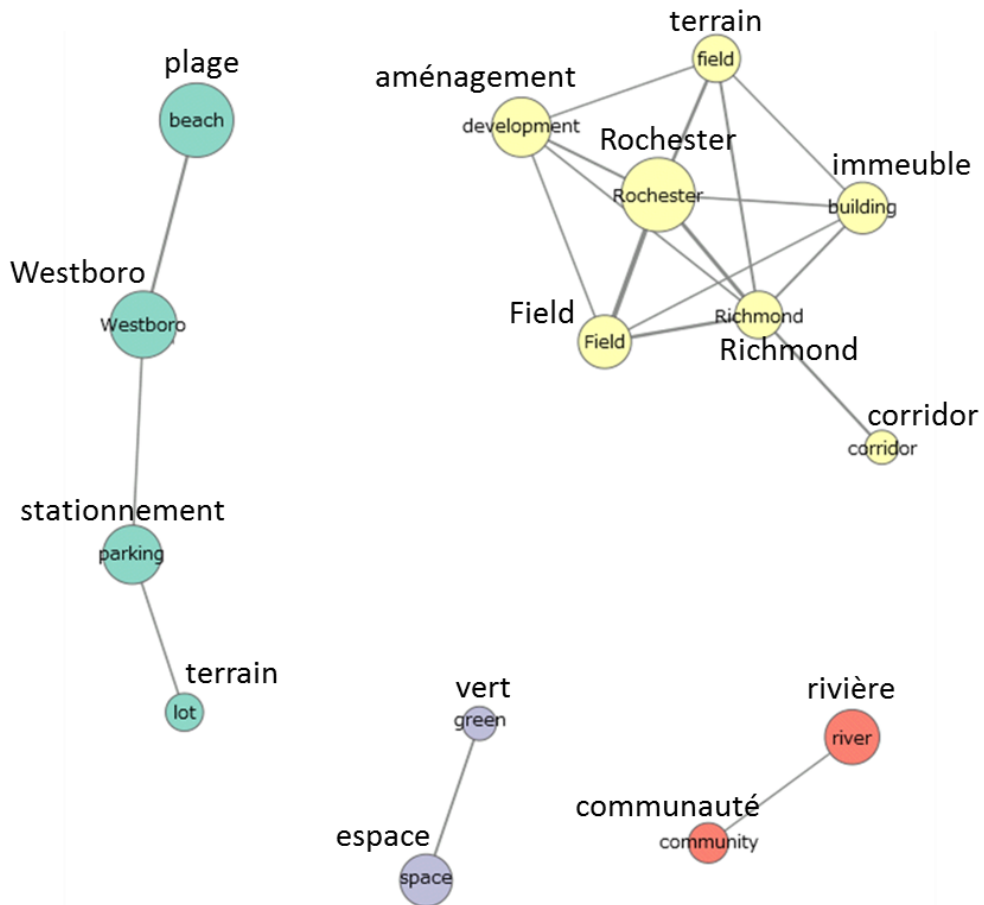 terrain
field
plage
beach
aménagement
development
Rochester
Rochester
immeuble
building
Westboro
Westboro
Field
Field
Richmond
Richmond
corridor
corridor
stationnement
parking
terrain
lot
vert
green
rivière
river
communauté
community
espace
space